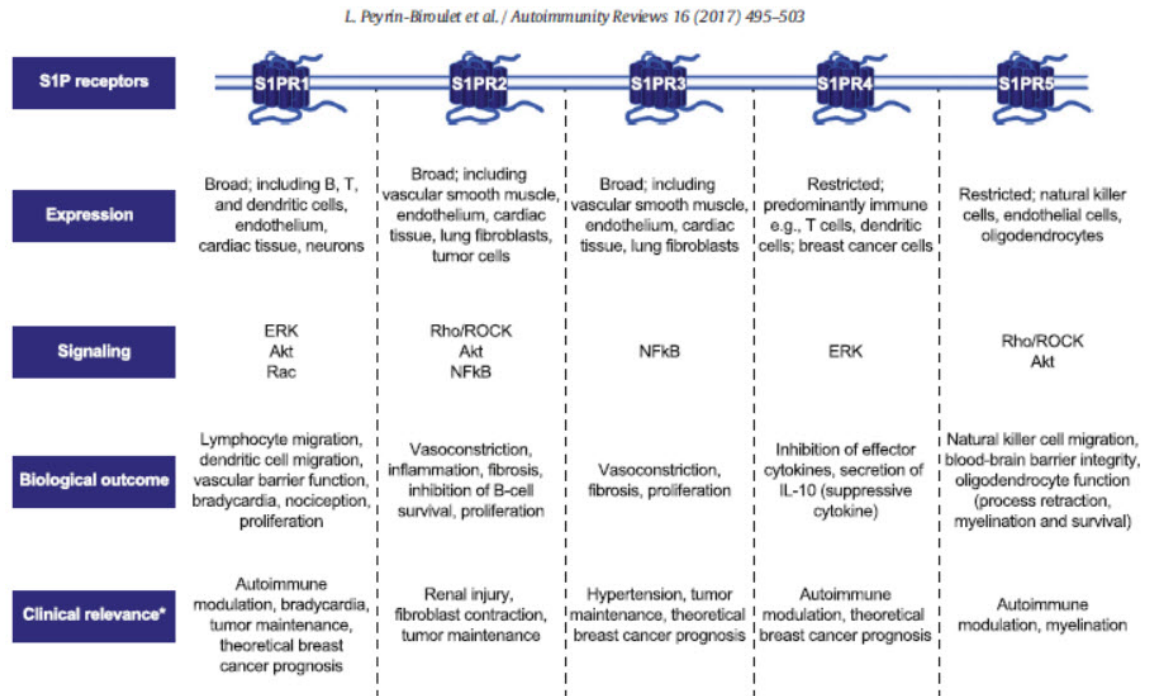 L. Peyrin-Biroulet et al. / Autoimmunity Reviews 16 (2017) 495–503
S1P receptors
S1PR1
S1PR2
S1PR3
S1PR4
S1PR5
Expression
Broad; including B, T,
and dendritic cells,
endothelium,
cardiac tissue, neurons
Broad; including
vascular smooth muscle,
endothelium, cardiac
tissue, lung fibroblasts,
tumor cells
Broad; including
vascular smooth muscle,
endothelium, cardiac
tissue, lung fibroblasts
Restricted;
predominantly immune
e.g., T cells, dendritic
cells; breast cancer cells
Restricted; natural killer
cells, endothelial cells,
oligodendrocytes
Signaling
ERK
Akt
Rac
Rho/ROCK
Akt
NFkB
NFkB
ERK
Rho/ROCK
Akt
Biological outcome
Lymphocyte migration,
dendritic cell migration,
vascular barrier function,
bradycardia, nociception,
proliferation
Vasoconstriction,
inflammation, fibrosis,
inhibition of B-cell
survival, proliferation
Vasoconstriction,
fibrosis, proliferation
Inhibition of effector
cytokines, secretion of
IL-10 (suppressive
cytokine)
Natural killer cell migration,
blood-brain barrier integrity,
oligodendrocyte function
(process retraction,
myelination and survival)
Clinical relevance*
Autoimmune
modulation, bradycardia,
tumor maintenance,
theoretical breast
cancer prognosis
Renal injury,
fibroblast contraction,
tumor maintenance
Hypertension, tumor
maintenance, theoretical
breast cancer prognosis
Autoimmune
modulation, theoretical
breast cancer prognosis
Autoimmune
modulation, myelination